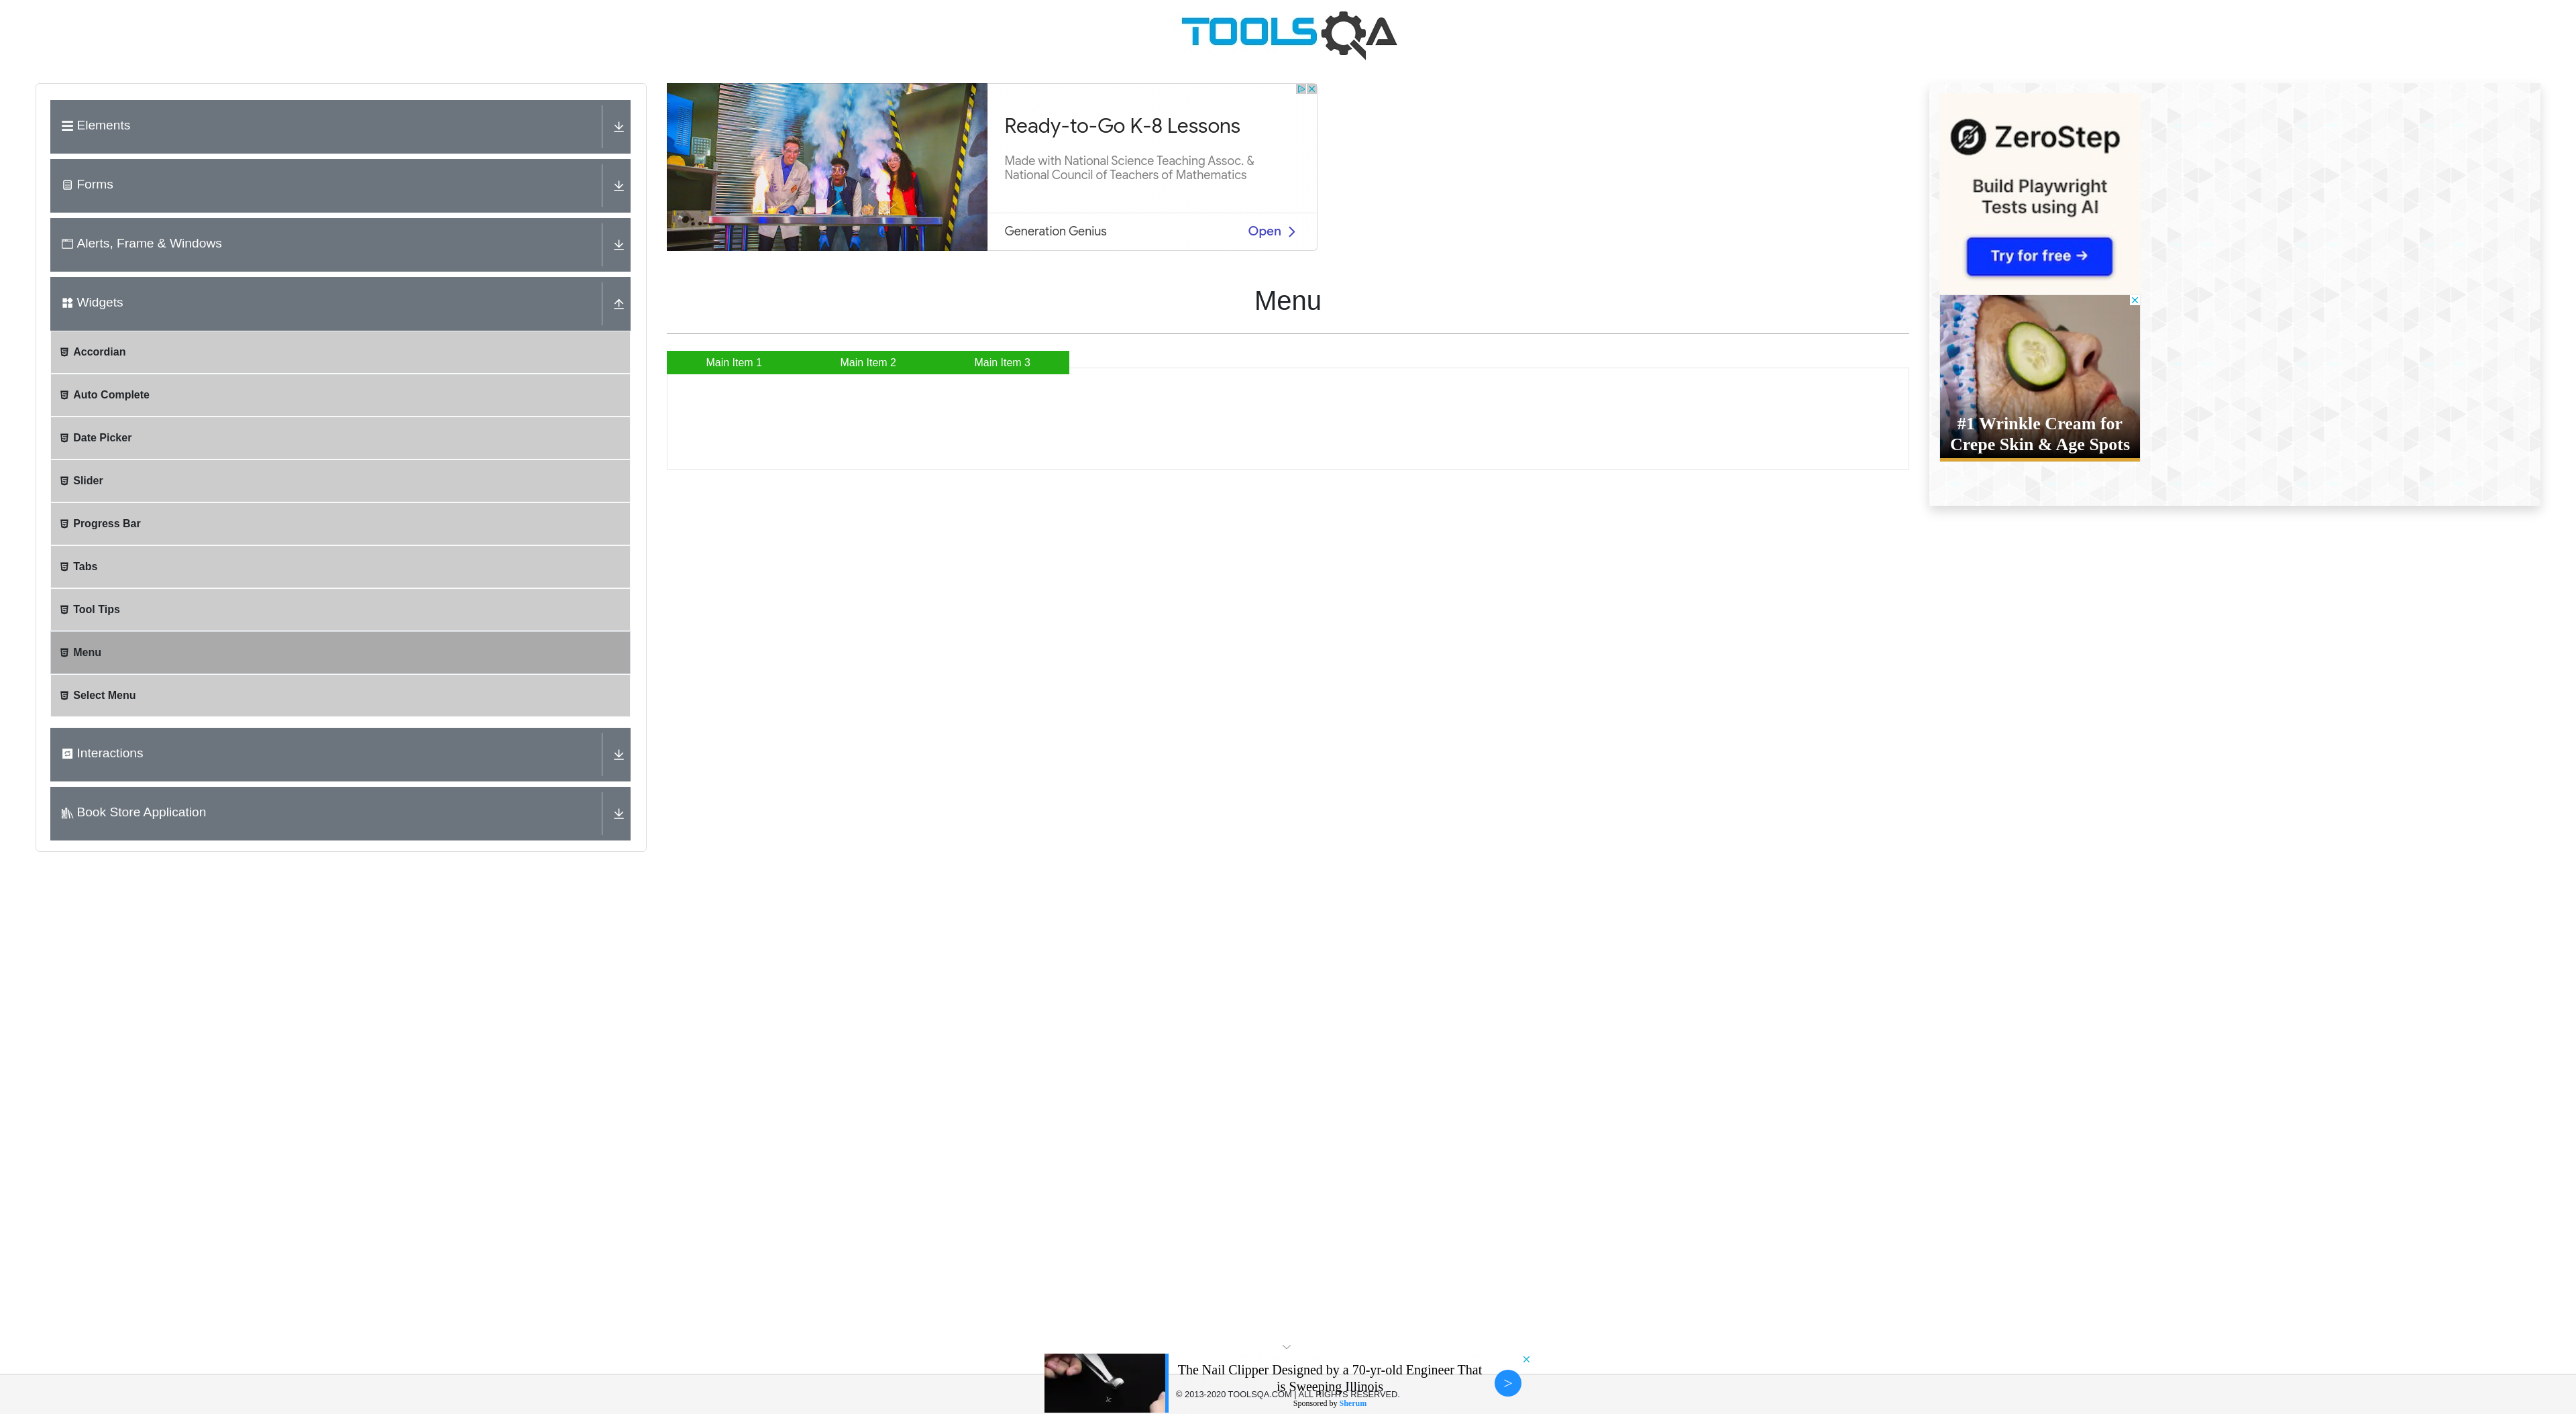 TOOLSQA
Elements
Forms
Alerts, Frame & Windows
Widgets
Accordian
Auto Complete
Date Picker
Slider
Progress Bar
Tabs
Tool Tips
Menu
Select Menu
Interactions
Book Store Application
Ready-to-Go K-8 Lessons
Made with National Science Teaching Assoc. &
National Council of Teachers of Mathematics
Generation Genius
Open
Menu
Main Item 1
Main Item 2
Main Item 3
ZeroStep
Build Playwright
Tests using AI
Try for free →
#1 Wrinkle Cream for
Crepe Skin & Age Spots
The Nail Clipper Designed by a 70-yr-old Engineer That
is Sweeping Illinois
© 2013-2020 TOOLSQA.COM | ALL RIGHTS RESERVED.
Sponsored by Sherum
>